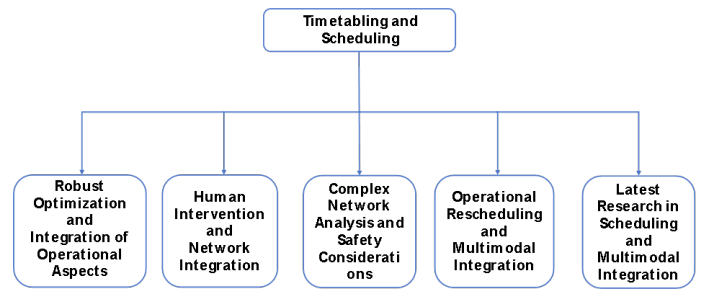 Timetabling and
Scheduling
Robust
Optimization
and
Integration of
Operational
Aspects
Human
Intervention
and
Network
Integration
Complex
Network
Analysis and
Safety
Considerati
ons
Operational
Rescheduling
and
Multimodal
Integration
Latest
Research in
Scheduling
and
Multimodal
Integration